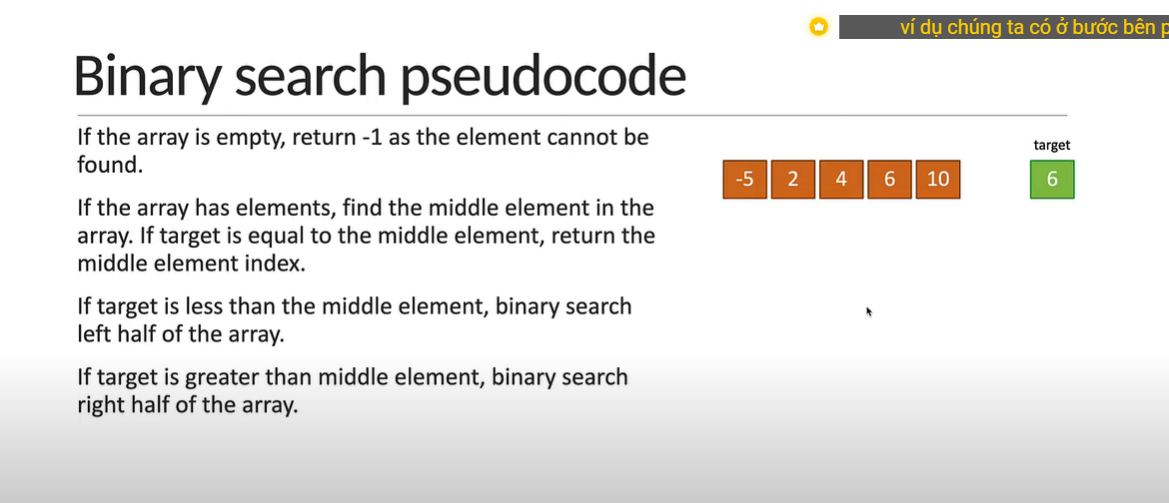 ví dụ chúng ta có ở bước bên
Binary search pseudocode
If the array is empty, return -1 as the element cannot be
found.
If the array has elements, find the middle element in the
array. If target is equal to the middle element, return the
middle element index.
If target is less than the middle element, binary search
left half of the array.
If target is greater than middle element, binary search
right half of the array.
target
-5 2 4 6 10 6